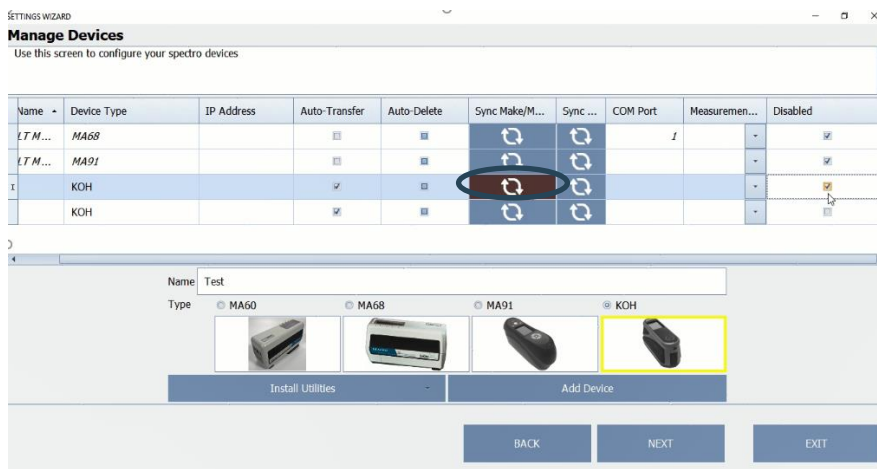 SETTINGS WIZARD
Manage Devices
Use this screen to configure your spectro devices
Name Device Type IP Address Auto-Transfer Auto-Delete Sync Make/M... Sync ... COM Port Measuremen... Disabled
LT M... MA68 1
LT M... MA91
KOH
KOH
Name Test
Type MA60 MA68 MA91 KOH
Install Utilities Add Device
BACK NEXT EXIT